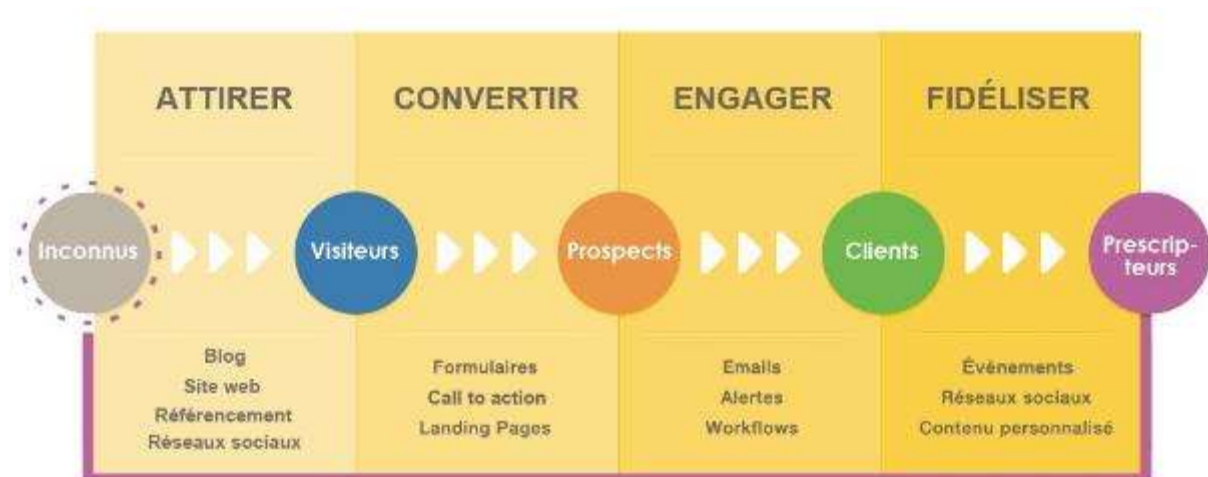 ATTIRER
CONVERTIR
ENGAGER
FIDÉLISER
Inconnus
Visiteurs
Prospects
Clients
Prescrip-
teurs
Blog
Site web
Référencement
Réseaux sociaux
Formulaires
Call to action
Landing Pages
Emails
Alertes
Workflows
Évènements
Réseaux sociaux
Contenu personnalisé